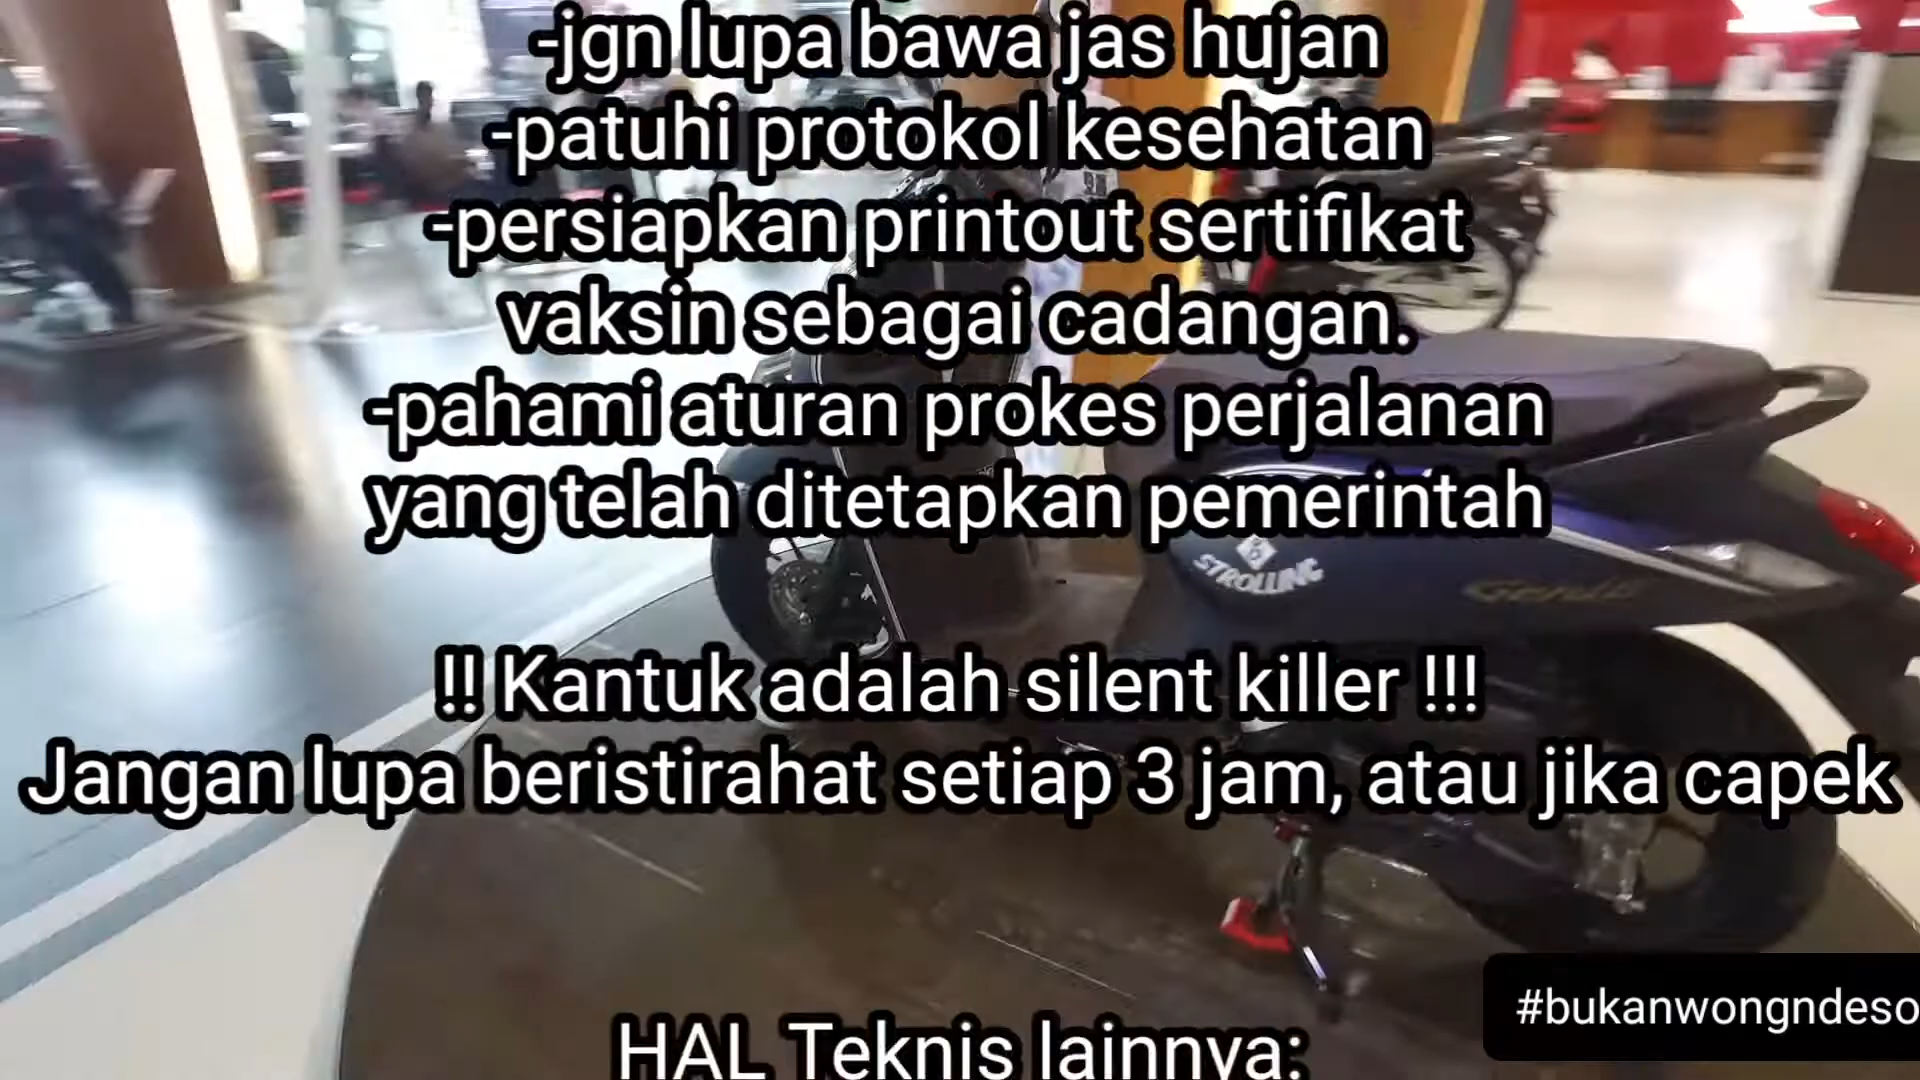 -jgn lupa bawa jas hujan
-patuhi protokol kesehatan
-persiapkan printout sertifikat
vaksin sebagai cadangan.
-pahami aturan prokes perjalanan
yang telah ditetapkan pemerintah
STROLLING
Genio
!! Kantuk adalah silent killer !!!
Jangan lupa beristirahat setiap 3 jam, atau jika capek
#bukanwongndeso
HAL Teknis lainnya: